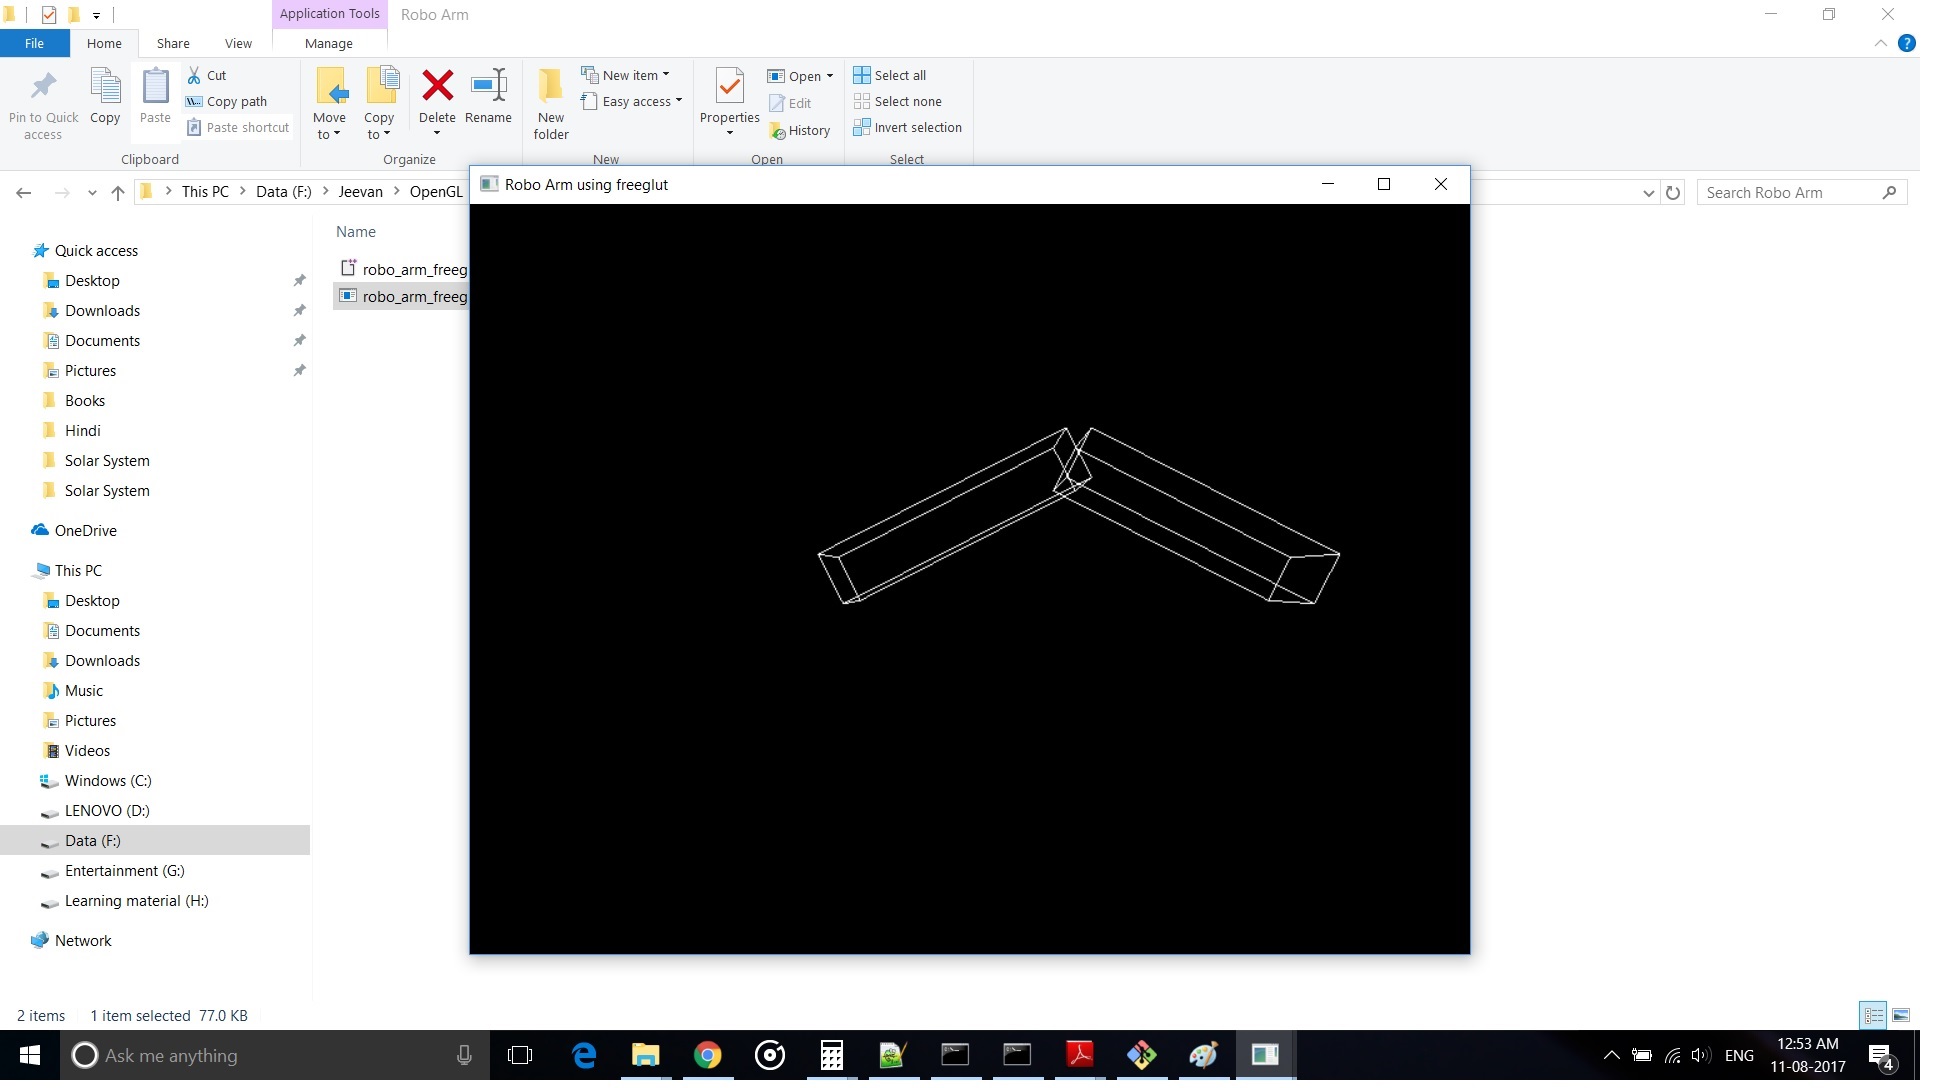 Application Tools
Robo Arm
File
Home
Share
View
Manage
Pin to Quick
access
Copy
Paste
Cut
Copy path
Paste shortcut
Clipboard
Move
to
Copy
to
Delete
Rename
Organize
New
folder
New item
Easy access
New
Properties
Open
Edit
History
Open
Select all
Select none
Invert selection
Select
This PC
Data (F:)
Jeevan
OpenGL
Search Robo Arm
Robo Arm using freeglut
Name
robo_arm_freeg
robo_arm_freeg
Quick access
Desktop
Downloads
Documents
Pictures
Books
Hindi
Solar System
Solar System
OneDrive
This PC
Desktop
Documents
Downloads
Music
Pictures
Videos
Windows (C:)
LENOVO (D:)
Data (F:)
Entertainment (G:)
Learning material (H:)
Network
2 items
1 item selected 77.0 KB
Ask me anything
ENG
12:53 AM
11-08-2017
4